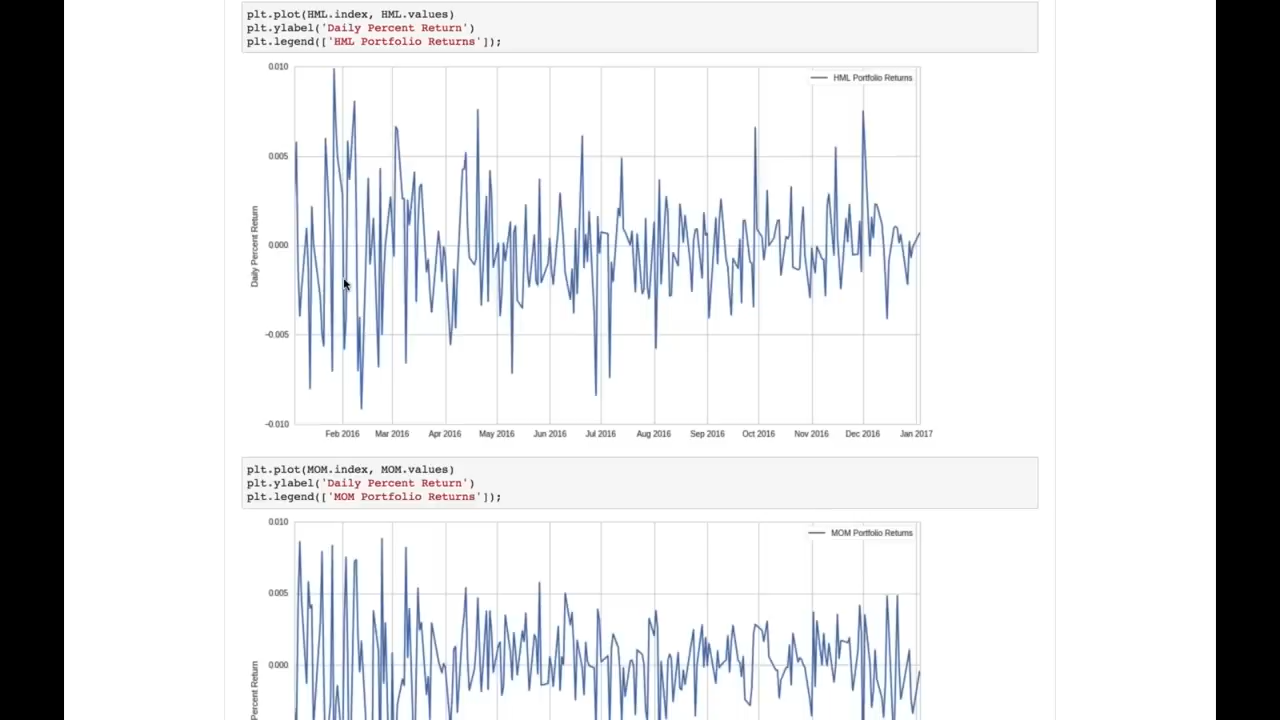 plt.plot(HML.index, HML.values)
plt.ylabel('Daily Percent Return')
plt.legend(['HML Portfolio Returns']);
0.010
HML Portfolio Returns
0.005
0.000
Daily Percent Return
−0.005
−0.010
Feb 2016 Mar 2016 Apr 2016 May 2016 Jun 2016 Jul 2016 Aug 2016 Sep 2016 Oct 2016 Nov 2016 Dec 2016 Jan 2017
plt.plot(MOM.index, MOM.values)
plt.ylabel('Daily Percent Return')
plt.legend(['MOM Portfolio Returns']);
0.010
MOM Portfolio Returns
0.005
0.000
Percent Return